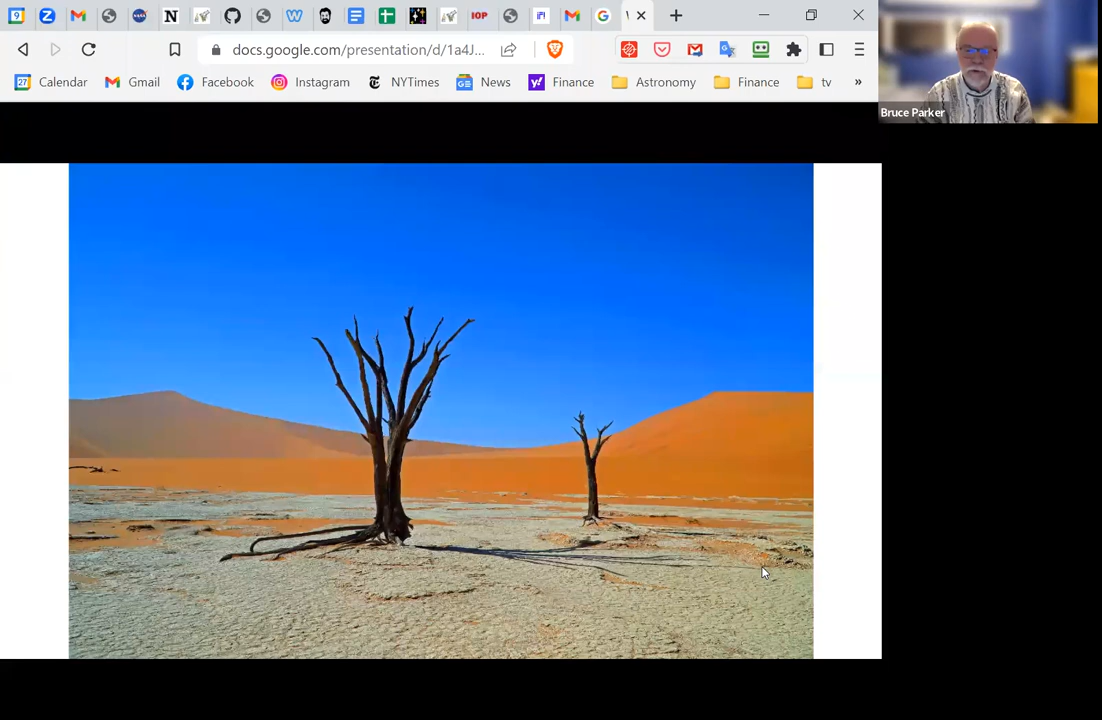 docs.google.com/presentation/d/1a4J...
Calendar Gmail Facebook Instagram NYTimes News Finance Astronomy Finance tv »
Bruce Parker